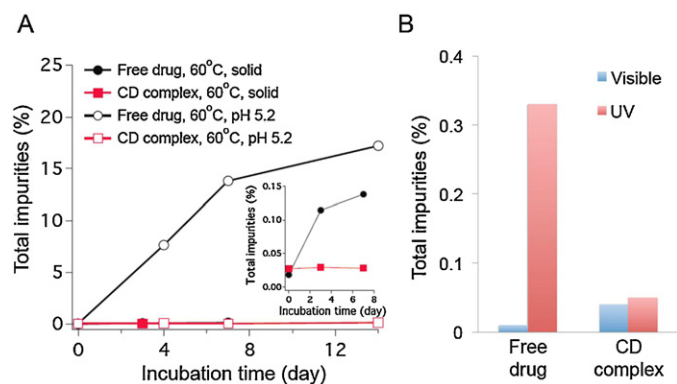 A
Total impurities (%)
25
20
15
10
5
0
0
4
8
12
Incubation time (day)
Free drug, 60°C, solid
CD complex, 60°C, solid
Free drug, 60°C, pH 5.2
CD complex, 60°C, pH 5.2
Total impurities (%)
0.15
0.10
0.05
0.00
0
2
4
6
8
Incubation time (day)
B
Total impurities (%)
0.4
0.3
0.2
0.1
0
Visible
UV
Free
drug
CD
complex